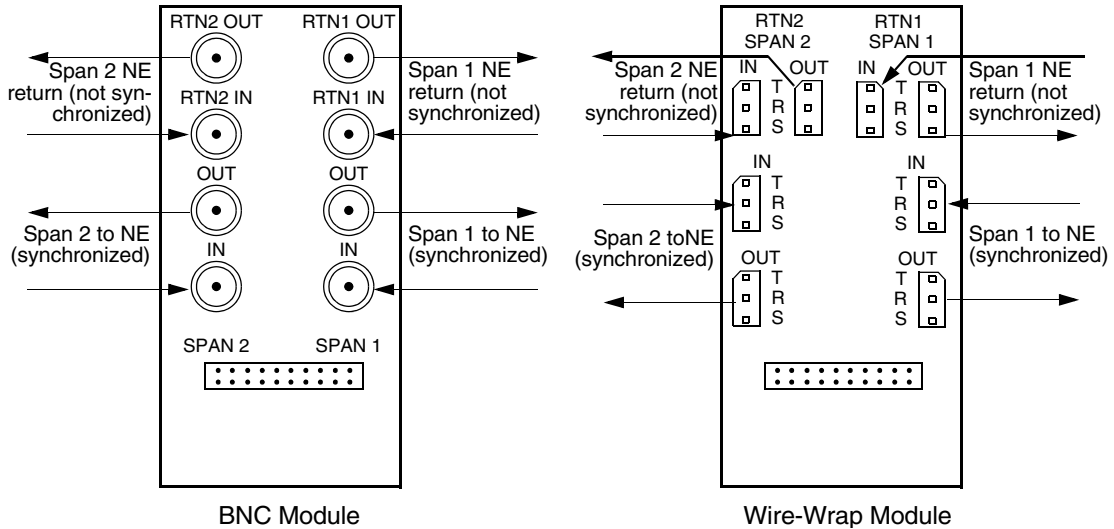 RTN2 OUT
RTN1 OUT
Span 2 NE
return (not syn-
chronized)
Span 1 NE
return (not
synchronized)
RTN2 IN
RTN1 IN
OUT
OUT
Span 2 to NE
(synchronized)
Span 1 to NE
(synchronized)
IN
IN
SPAN 2
SPAN 1
BNC Module
RTN2
SPAN 2
RTN1
SPAN 1
IN
OUT
IN
OUT
Span 2 NE
return (not
synchronized)
Span 1 NE
return (not
synchronized)
T
R
S
T
R
S
IN
IN
T
R
S
T
R
S
Span 2 toNE
(synchronized)
Span 1 to NE
(synchronized)
OUT
OUT
T
R
S
T
R
S
Wire-Wrap Module